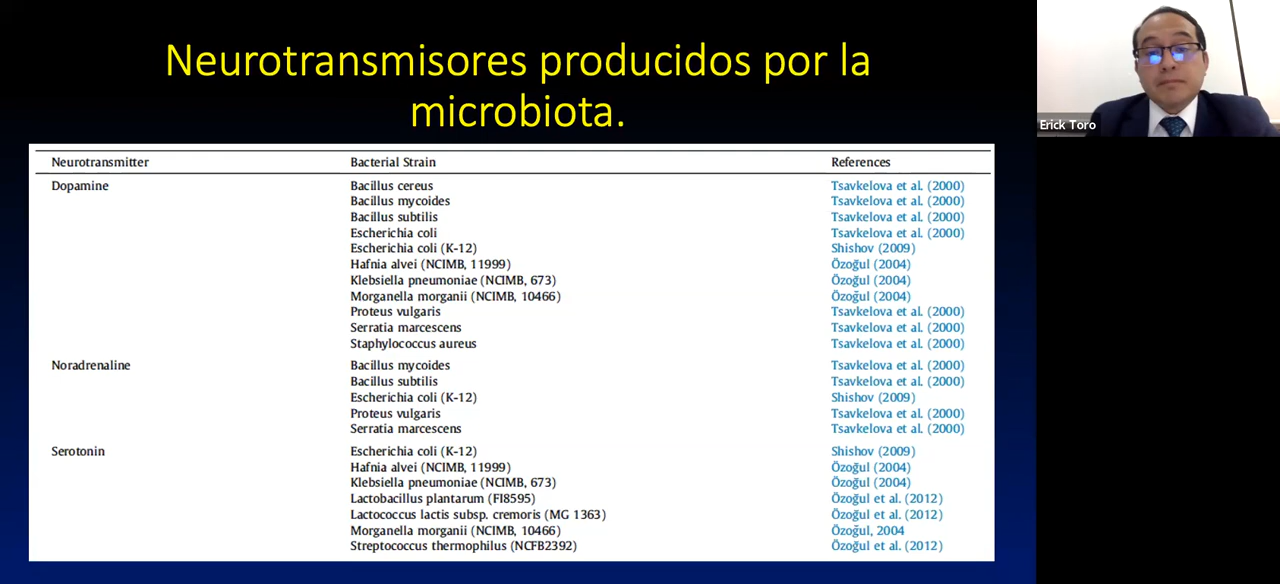 Neurotransmisores producidos por la
microbiota.
Erick Toro
Neurotransmitter Bacterial Strain References
Dopamine Bacillus cereus Tsavkelova et al. (2000)
Bacillus mycoides Tsavkelova et al. (2000)
Bacillus subtilis Tsavkelova et al. (2000)
Escherichia coli Tsavkelova et al. (2000)
Escherichia coli (K-12) Shishov (2009)
Hafnia alvei (NCIMB, 11999) Özoğul (2004)
Klebsiella pneumoniae (NCIMB, 673) Özoğul (2004)
Morganella morganii (NCIMB, 10466) Özoğul (2004)
Proteus vulgaris Tsavkelova et al. (2000)
Serratia marcescens Tsavkelova et al. (2000)
Staphylococcus aureus Tsavkelova et al. (2000)
Noradrenaline Bacillus mycoides Tsavkelova et al. (2000)
Bacillus subtilis Tsavkelova et al. (2000)
Escherichia coli (K-12) Shishov (2009)
Proteus vulgaris Tsavkelova et al. (2000)
Serratia marcescens Tsavkelova et al. (2000)
Serotonin Escherichia coli (K-12) Shishov (2009)
Hafnia alvei (NCIMB, 11999) Özoğul (2004)
Klebsiella pneumoniae (NCIMB, 673) Özoğul (2004)
Lactobacillus plantarum (FI8595) Özoğul et al. (2012)
Lactococcus lactis subsp. cremoris (MG 1363) Özoğul et al. (2012)
Morganella morganii (NCIMB, 10466) Özoğul, 2004
Streptococcus thermophilus (NCFB2392) Özoğul et al. (2012)